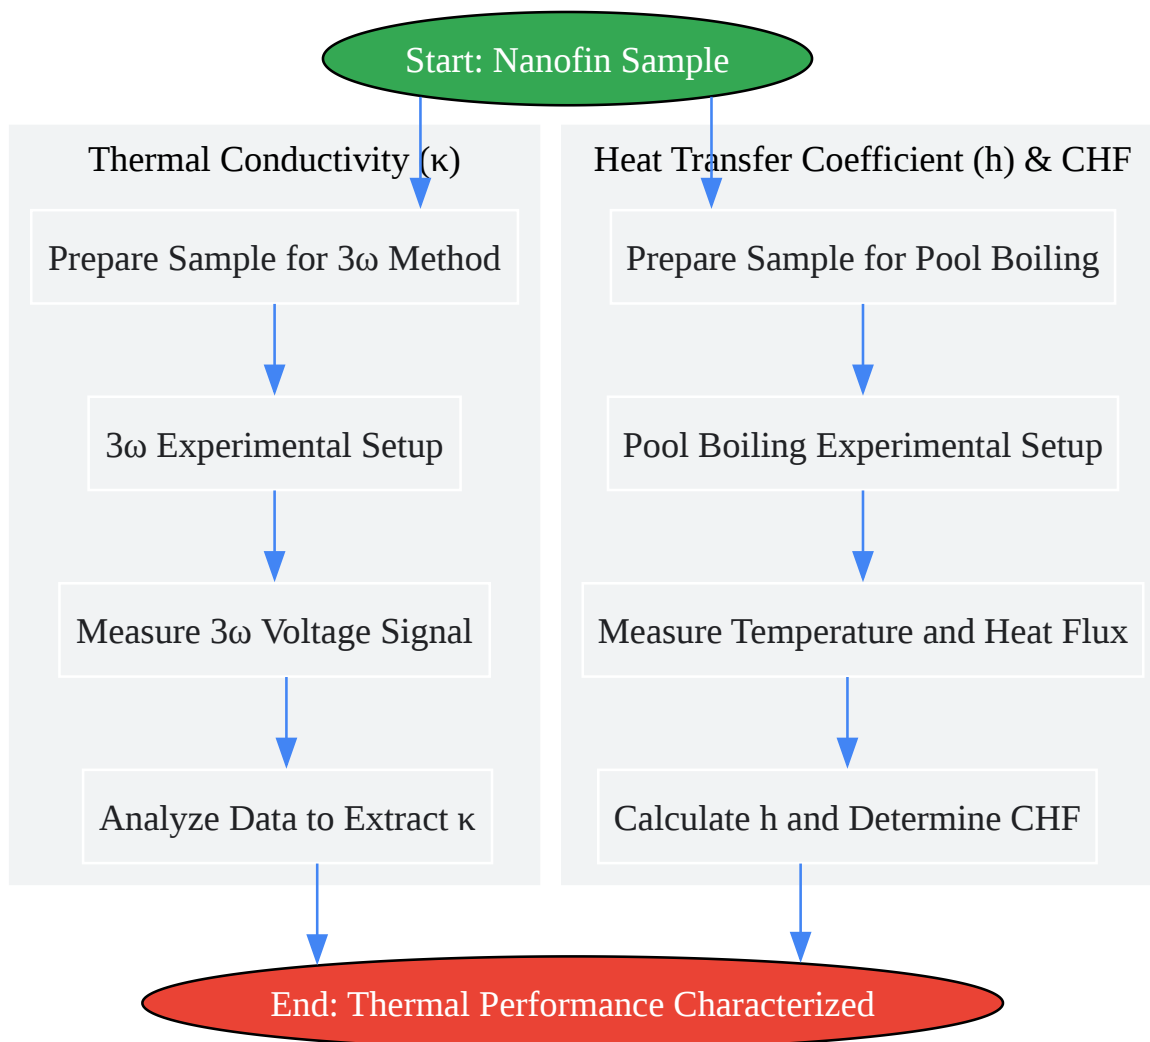 Start: Nanofin Sample
Thermal Conductivity (κ)
Prepare Sample for 3ω Method
3ω Experimental Setup
Measure 3ω Voltage Signal
Analyze Data to Extract κ
Heat Transfer Coefficient (h) & CHF
Prepare Sample for Pool Boiling
Pool Boiling Experimental Setup
Measure Temperature and Heat Flux
Calculate h and Determine CHF
End: Thermal Performance Characterized